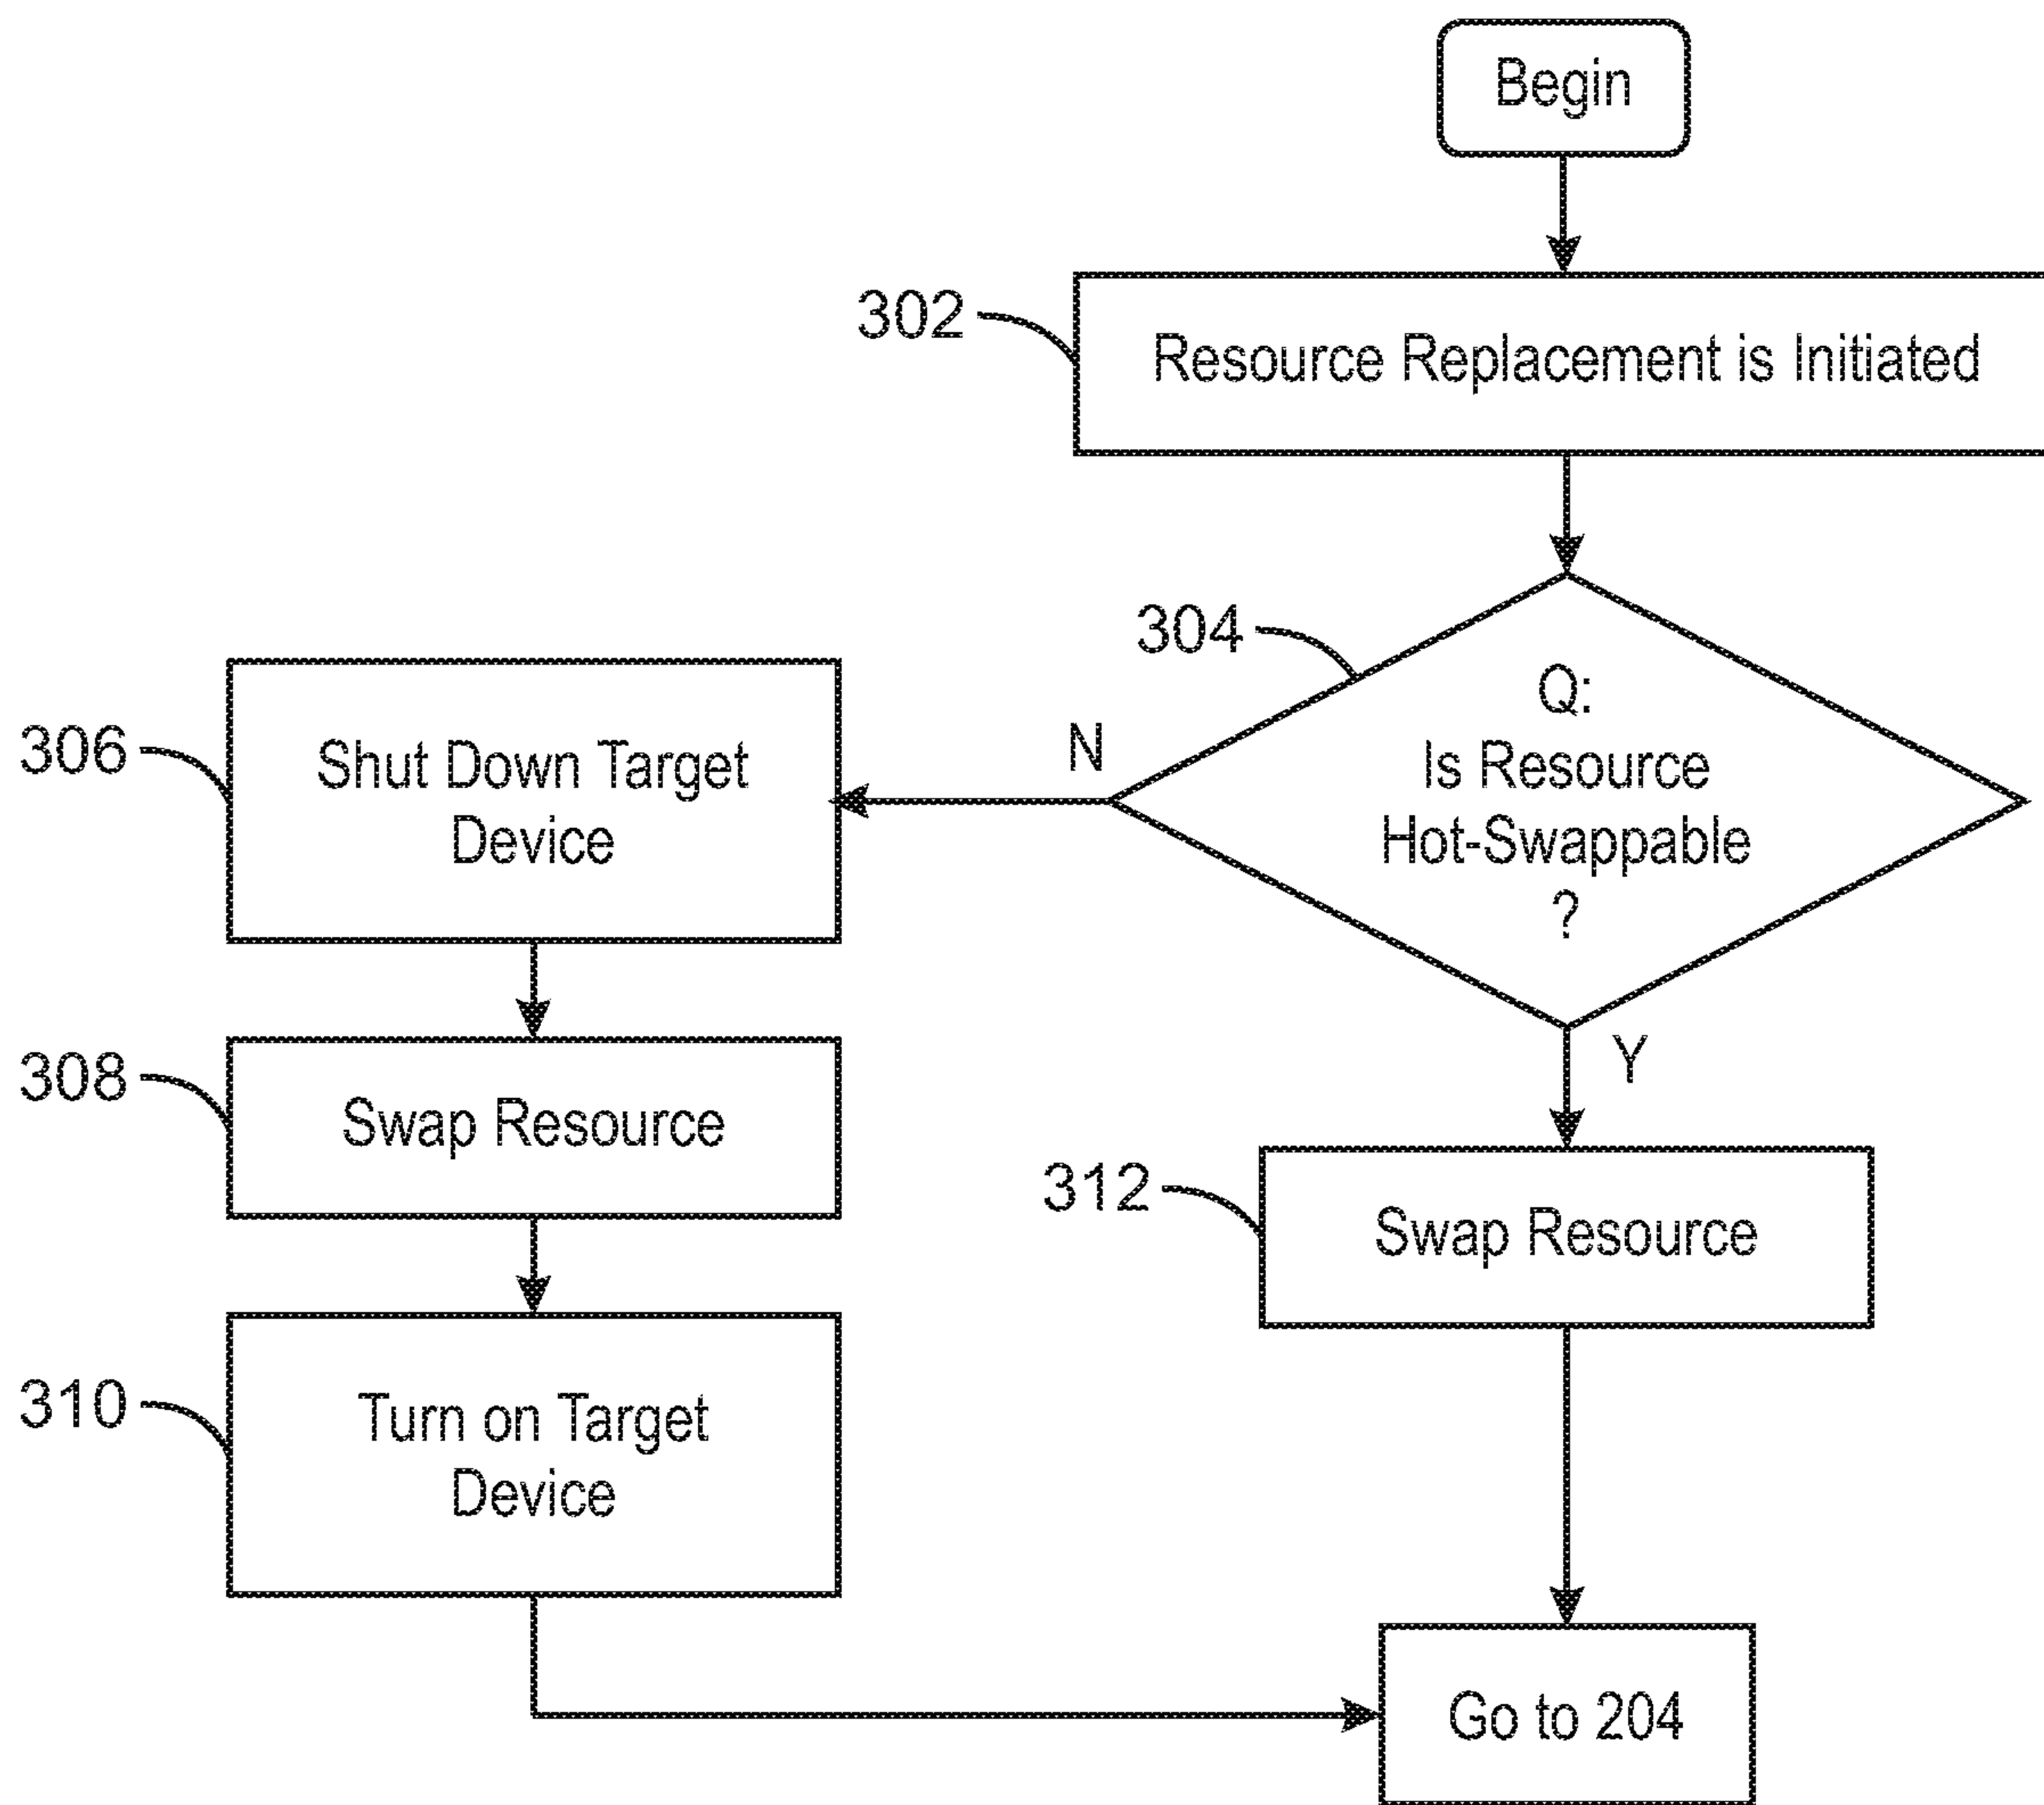 Begin
302
Resource Replacement is Initiated
304
Q:
Is Resource
Hot-Swappable
?
N
Y
306
Shut Down Target
Device
308
Swap Resource
310
Turn on Target
Device
312
Swap Resource
Go to 204